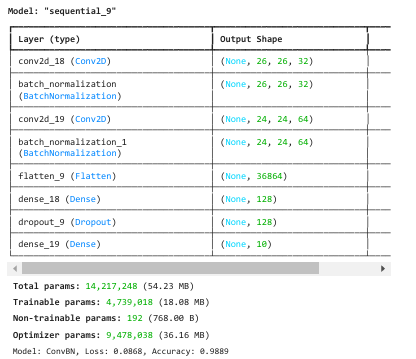 Model: "sequential_9"
Layer (type) Output Shape
conv2d_18 (Conv2D) (None, 26, 26, 32)
batch_normalization (None, 26, 26, 32)
(BatchNormalization)
conv2d_19 (Conv2D) (None, 24, 24, 64)
batch_normalization_1 (None, 24, 24, 64)
(BatchNormalization)
flatten_9 (Flatten) (None, 36864)
dense_18 (Dense) (None, 128)
dropout_9 (Dropout) (None, 128)
dense_19 (Dense) (None, 10)
Total params: 14,217,248 (54.23 MB)
Trainable params: 4,739,018 (18.08 MB)
Non-trainable params: 192 (768.00 B)
Optimizer params: 9,478,038 (36.16 MB)
Model: ConvBN, Loss: 0.0868, Accuracy: 0.9889